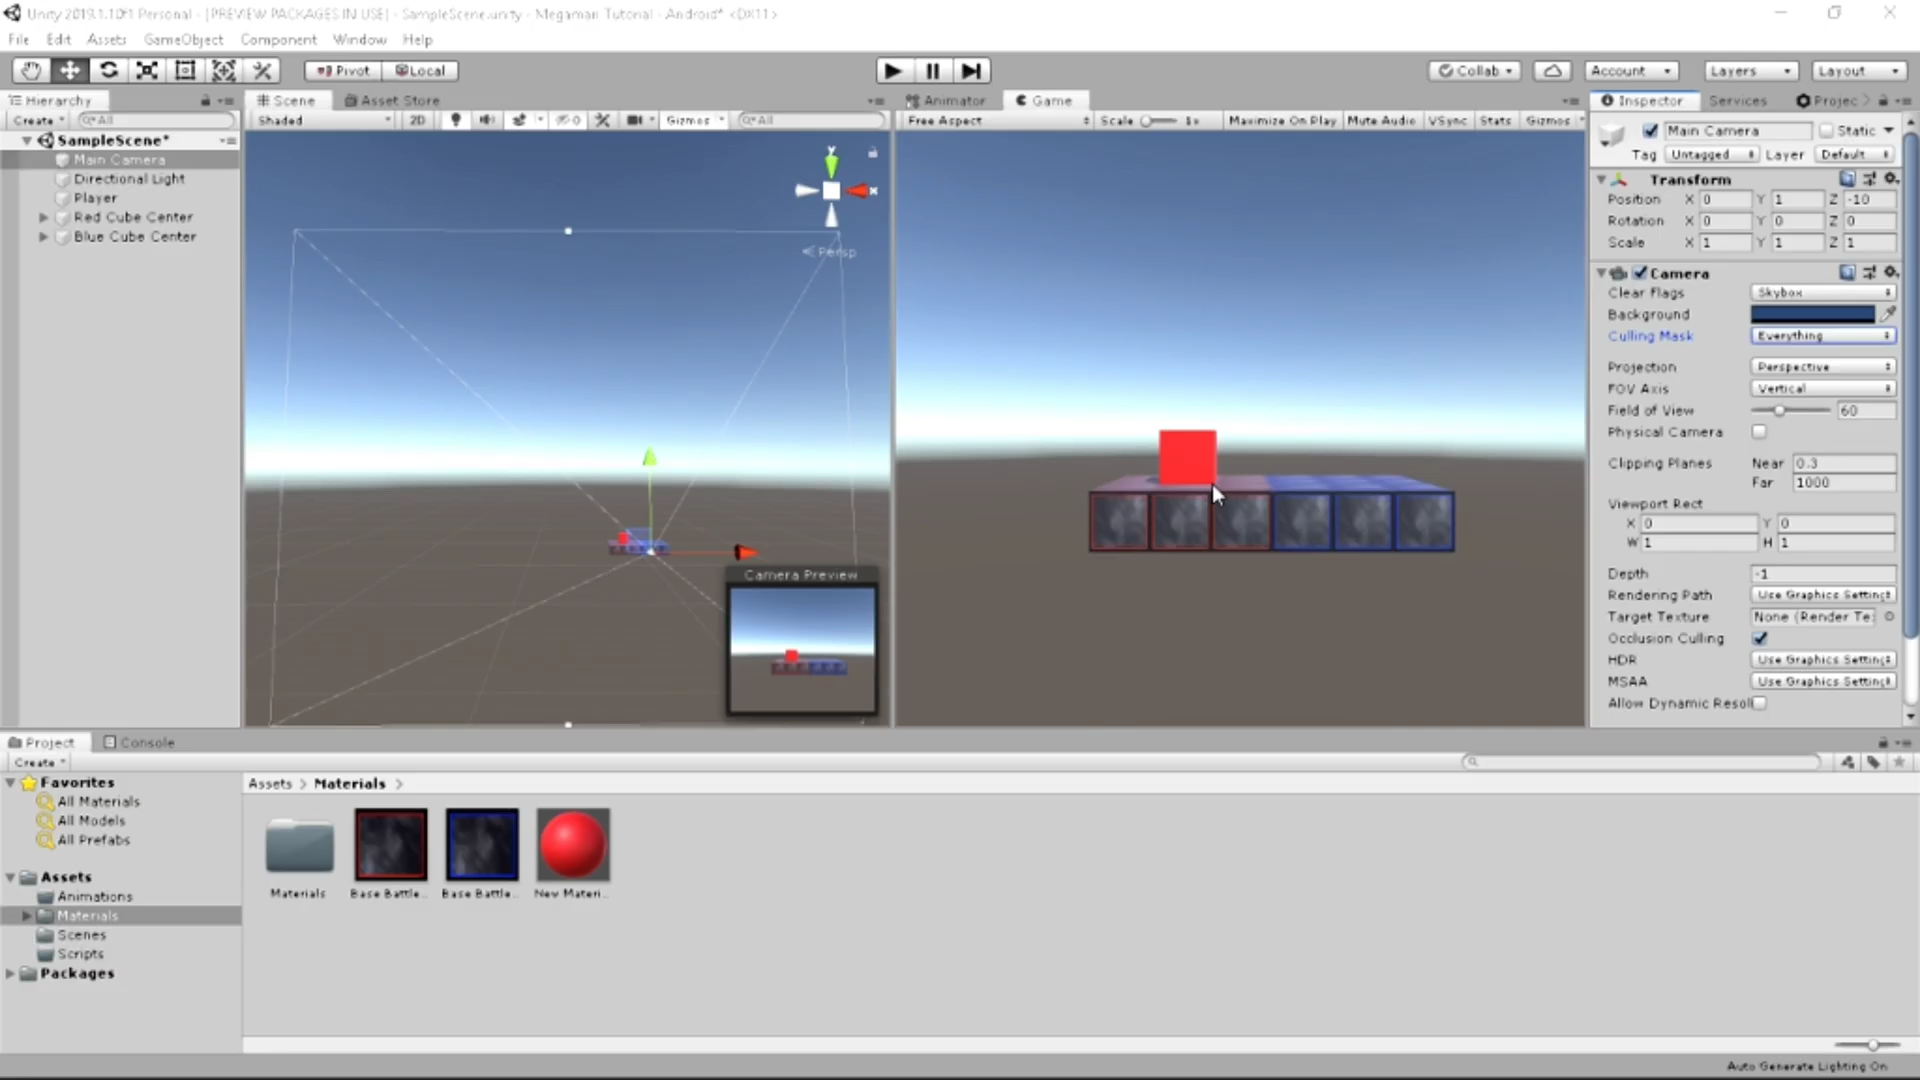 Unity 2019.1.10f1 Personal - [PREVIEW PACKAGES IN USE] - SampleScene.unity - Megaman Tutorial - Android* <DX11>
File Edit Assets GameObject Component Window Help
Pivot Local Collab Account Layers Layout
Hierarchy Scene Asset Store Animator Game Inspector Services Projec
Create All Shaded 2D Gizmos All Free Aspect Scale 1x Maximize On Play Mute Audio VSync Stats Gizmos
Main Camera Static
SampleScene*
Tag Untagged Layer Default
Main Camera
Directional Light
Player
Red Cube Center
Blue Cube Center
y
x
Persp
Camera Preview
Transform
Position X 0 Y 1 Z -10
Rotation X 0 Y 0 Z 0
Scale X 1 Y 1 Z 1
Camera
Clear Flags Skybox
Background
Culling Mask Everything
Projection Perspective
FOV Axis Vertical
Field of View 60
Physical Camera
Clipping Planes Near 0.3
Far 1000
Viewport Rect
X 0 Y 0
W 1 H 1
Depth -1
Rendering Path Use Graphics Setting
Target Texture None (Render Te
Occlusion Culling
HDR Use Graphics Setting
MSAA Use Graphics Setting
Allow Dynamic Resol
Project Console
Create
Favorites
All Materials
All Models
All Prefabs
Assets
Animations
Materials
Scenes
Scripts
Packages
Assets > Materials >
Materials Base Battle.. Base Battle.. New Materi..
Auto Generate Lighting On